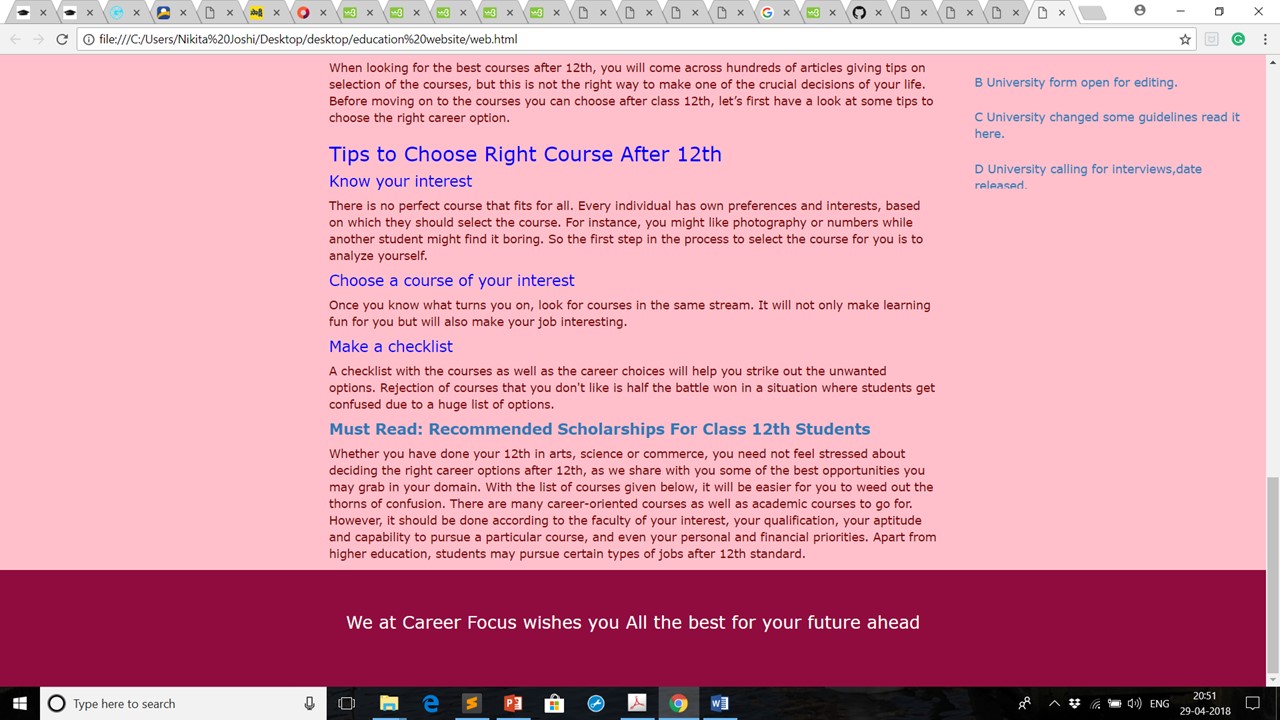 file:///C:/Users/Nikita%20Joshi/Desktop/desktop/education%20website/web.html
When looking for the best courses after 12th, you will come across hundreds of articles giving tips on
selection of the courses, but this is not the right way to make one of the crucial decisions of your life.
Before moving on to the courses you can choose after class 12th, let’s first have a look at some tips to
choose the right career option.
Tips to Choose Right Course After 12th
Know your interest
There is no perfect course that fits for all. Every individual has own preferences and interests, based
on which they should select the course. For instance, you might like photography or numbers while
another student might find it boring. So the first step in the process to select the course for you is to
analyze yourself.
Choose a course of your interest
Once you know what turns you on, look for courses in the same stream. It will not only make learning
fun for you but will also make your job interesting.
Make a checklist
A checklist with the courses as well as the career choices will help you strike out the unwanted
options. Rejection of courses that you don't like is half the battle won in a situation where students get
confused due to a huge list of options.
Must Read: Recommended Scholarships For Class 12th Students
Whether you have done your 12th in arts, science or commerce, you need not feel stressed about
deciding the right career options after 12th, as we share with you some of the best opportunities you
may grab in your domain. With the list of courses given below, it will be easier for you to weed out the
thorns of confusion. There are many career-oriented courses as well as academic courses to go for.
However, it should be done according to the faculty of your interest, your qualification, your aptitude
and capability to pursue a particular course, and even your personal and financial priorities. Apart from
higher education, students may pursue certain types of jobs after 12th standard.
B University form open for editing.
C University changed some guidelines read it
here.
D University calling for interviews,date
released.
We at Career Focus wishes you All the best for your future ahead
Type here to search
ENG
20:51
29-04-2018